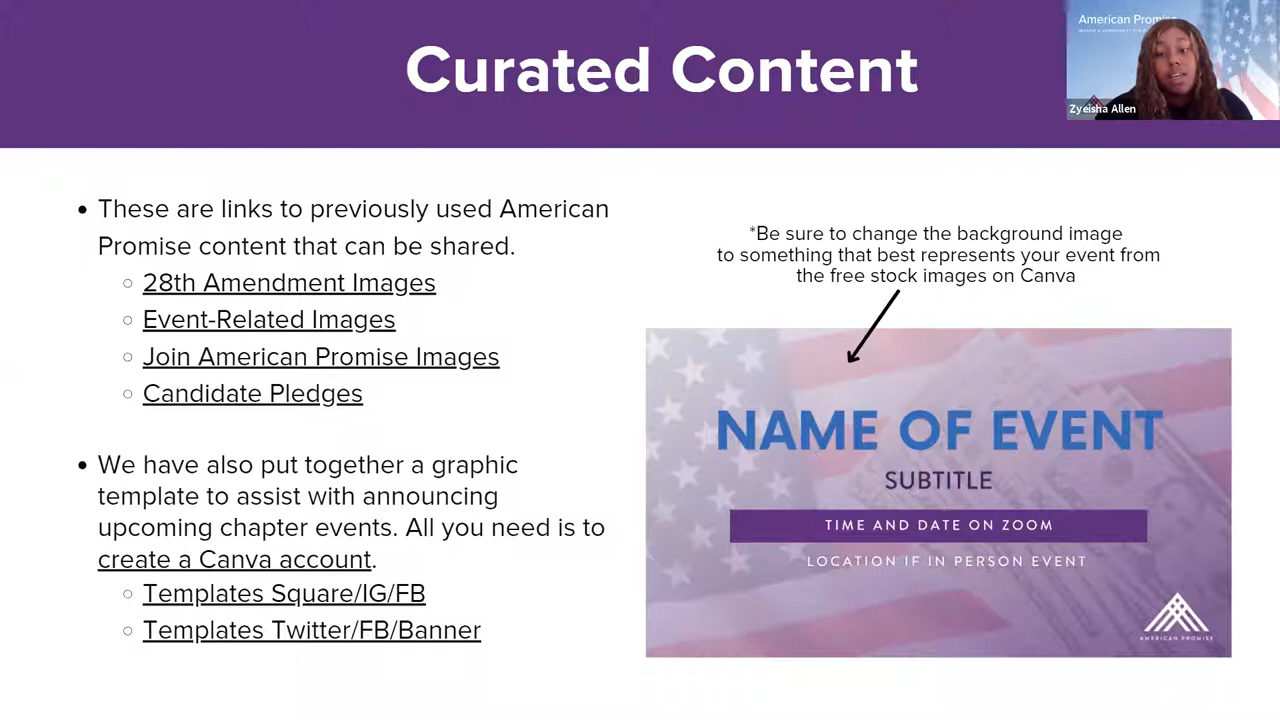 Curated Content
American Promise
Zyeisha Allen
• These are links to previously used American
Promise content that can be shared.
○ 28th Amendment Images
○ Event-Related Images
○ Join American Promise Images
○ Candidate Pledges
• We have also put together a graphic
template to assist with announcing
upcoming chapter events. All you need is to
create a Canva account.
○ Templates Square/IG/FB
○ Templates Twitter/FB/Banner
*Be sure to change the background image
to something that best represents your event from
the free stock images on Canva
NAME OF EVENT
SUBTITLE
TIME AND DATE ON ZOOM
LOCATION IF IN PERSON EVENT
AMERICAN PROMISE